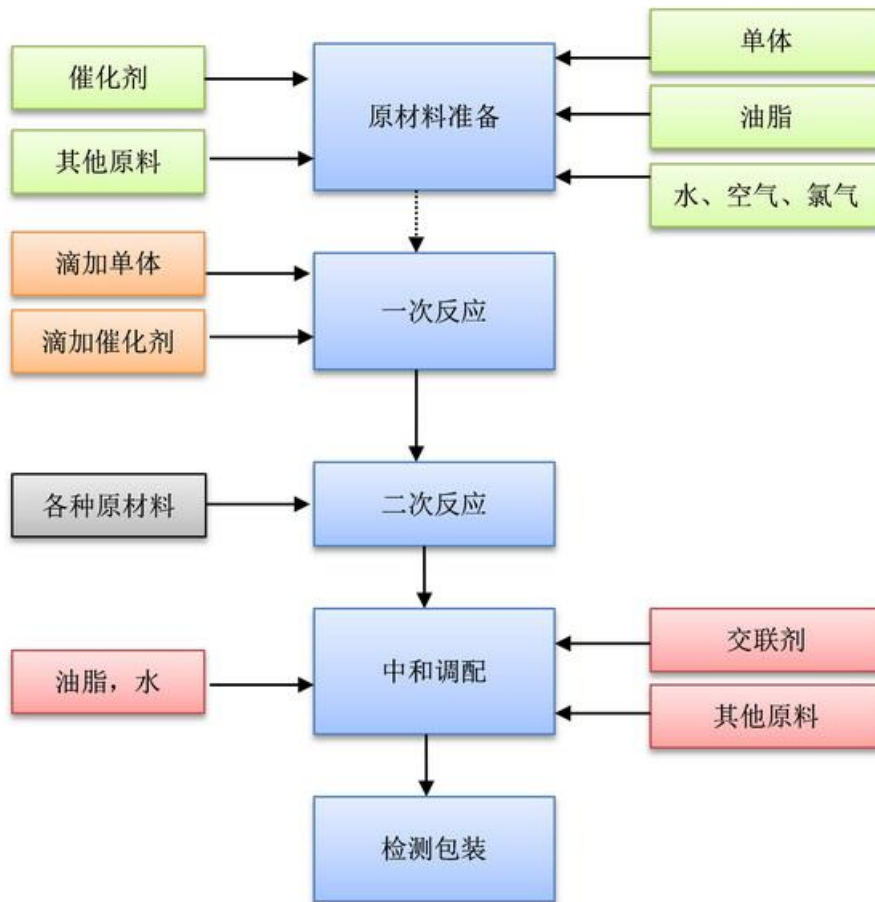 单体
催化剂
原材料准备
油脂
其他原料
水、空气、氯气
滴加单体
一次反应
滴加催化剂
各种原材料
二次反应
交联剂
中和调配
油脂，水
其他原料
检测包装